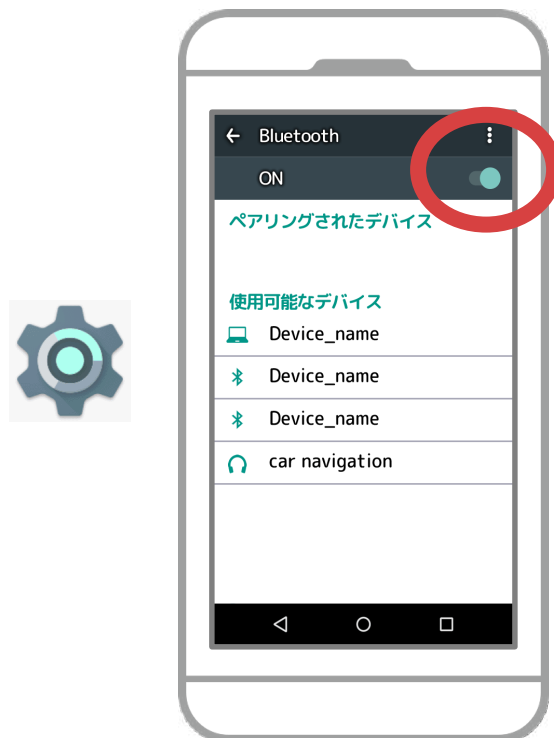 Bluetooth
ON
ペアリングされたデバイス
使用可能なデバイス
Device_name
Device_name
Device_name
car navigation